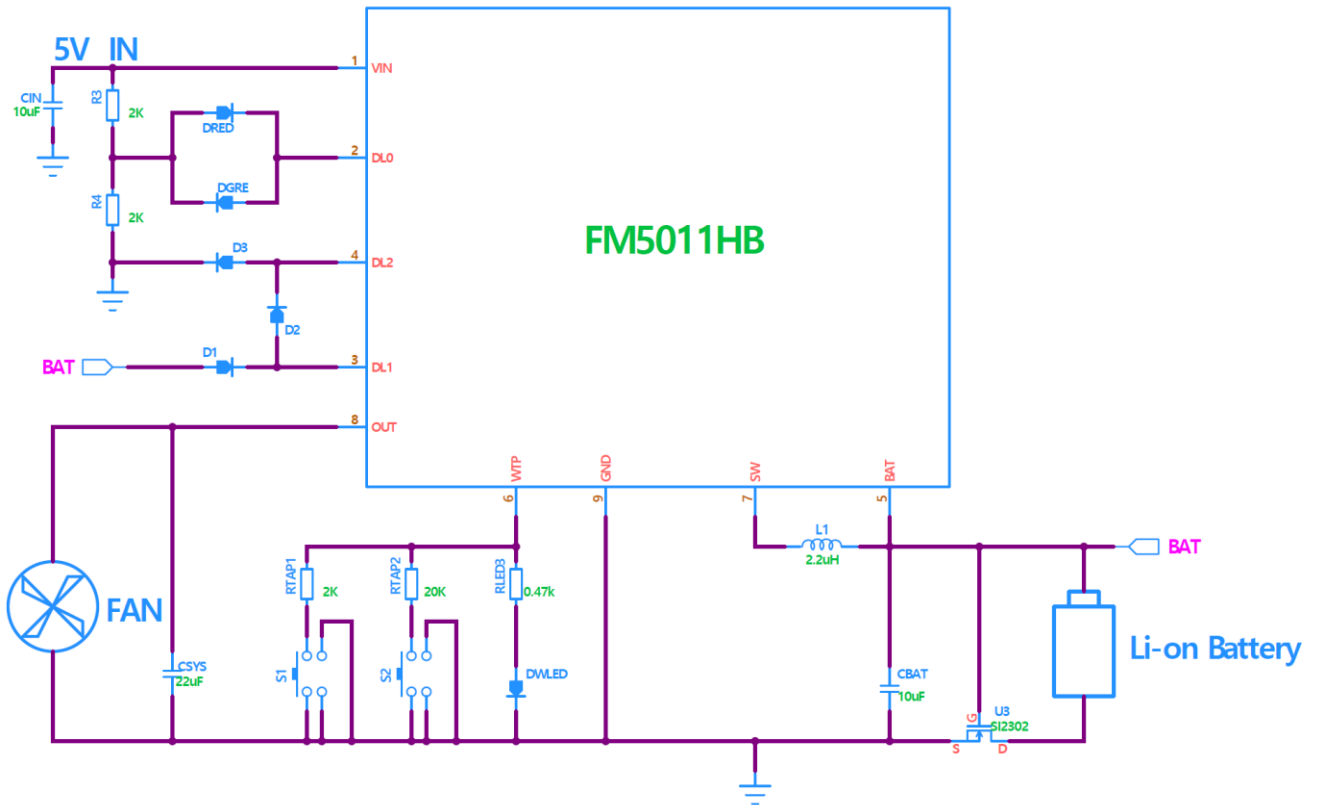 5V IN
1
VIN
CIN
10uF
R3
2K
DRED
2
DL0
DGRE
R4
2K
FM5011HB
D3
4
DL2
D2
D1
3
DL1
BAT
8
OUT
WTP
GND
SW
BAT
6
9
7
5
L1
2.2uH
BAT
RTAP1
2K
RTAP2
20K
RLED3
0.47k
FAN
Li-on Battery
CSYS
22uF
S1
S2
DWLED
CBAT
10uF
G
U3
SI2302
S
D